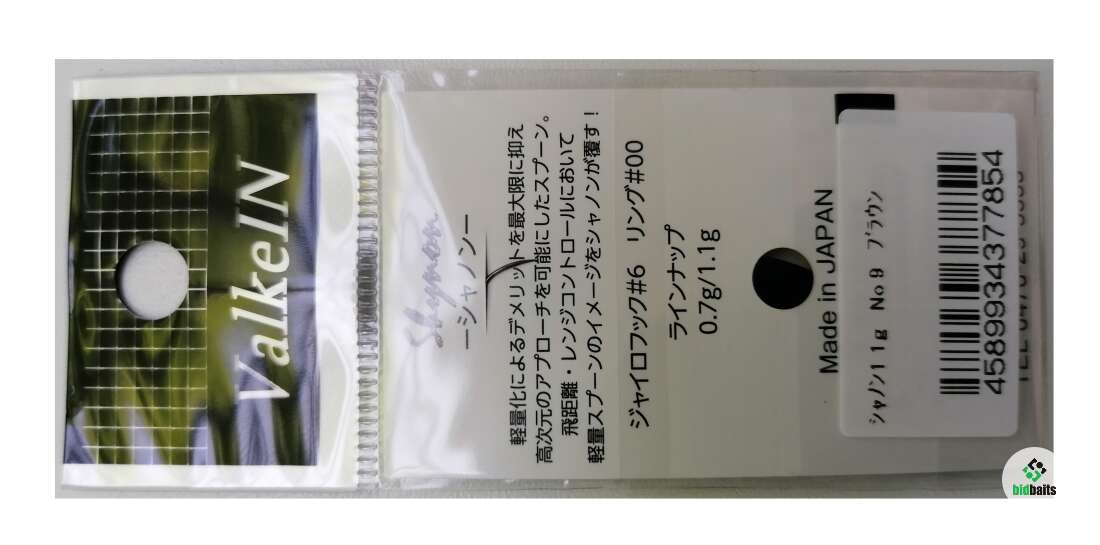 ValkeIN
Shynon
―シャノン―
軽量化によるデメリットを最大限に抑え
高次元のアプローチを可能にしたスプーン。
飛距離・レンジコントロールにおいて
軽量スプーンのイメージをシャノンが覆す！
ジャイロフック#6　リング#00
ラインナップ
0.7g/1.1g
Made in JAPAN
ｼｬﾉﾝ1 1g No9 ﾌﾞﾗｳﾝ
4589934377854
bidbaits